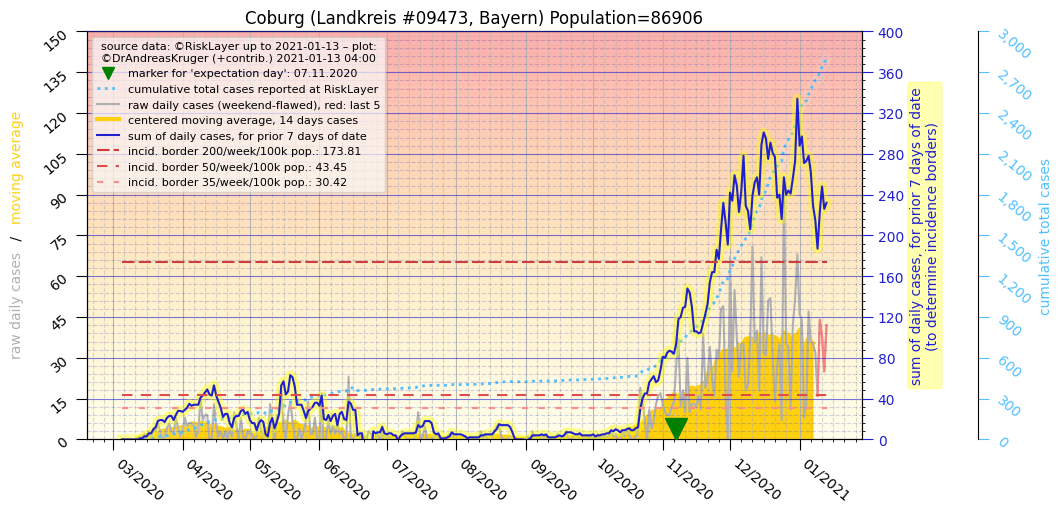 Coburg (Landkreis #09473, Bayern) Population=86906
source data: ©RiskLayer up to 2021-01-13 – plot:
©DrAndreasKruger (+contrib.) 2021-01-13 04:00
marker for 'expectation day': 07.11.2020
cumulative total cases reported at RiskLayer
raw daily cases (weekend-flawed), red: last 5
centered moving average, 14 days cases
sum of daily cases, for prior 7 days of date
incid. border 200/week/100k pop.: 173.81
incid. border 50/week/100k pop.: 43.45
incid. border 35/week/100k pop.: 30.42
raw daily cases / moving average
150
135
120
105
90
75
60
45
30
15
0
03/2020
04/2020
05/2020
06/2020
07/2020
08/2020
09/2020
10/2020
11/2020
12/2020
01/2021
400
360
320
280
240
200
160
120
80
40
0
sum of daily cases, for prior 7 days of date
(to determine incidence borders)
3,000
2,700
2,400
2,100
1,800
1,500
1,200
900
600
300
0
cumulative total cases